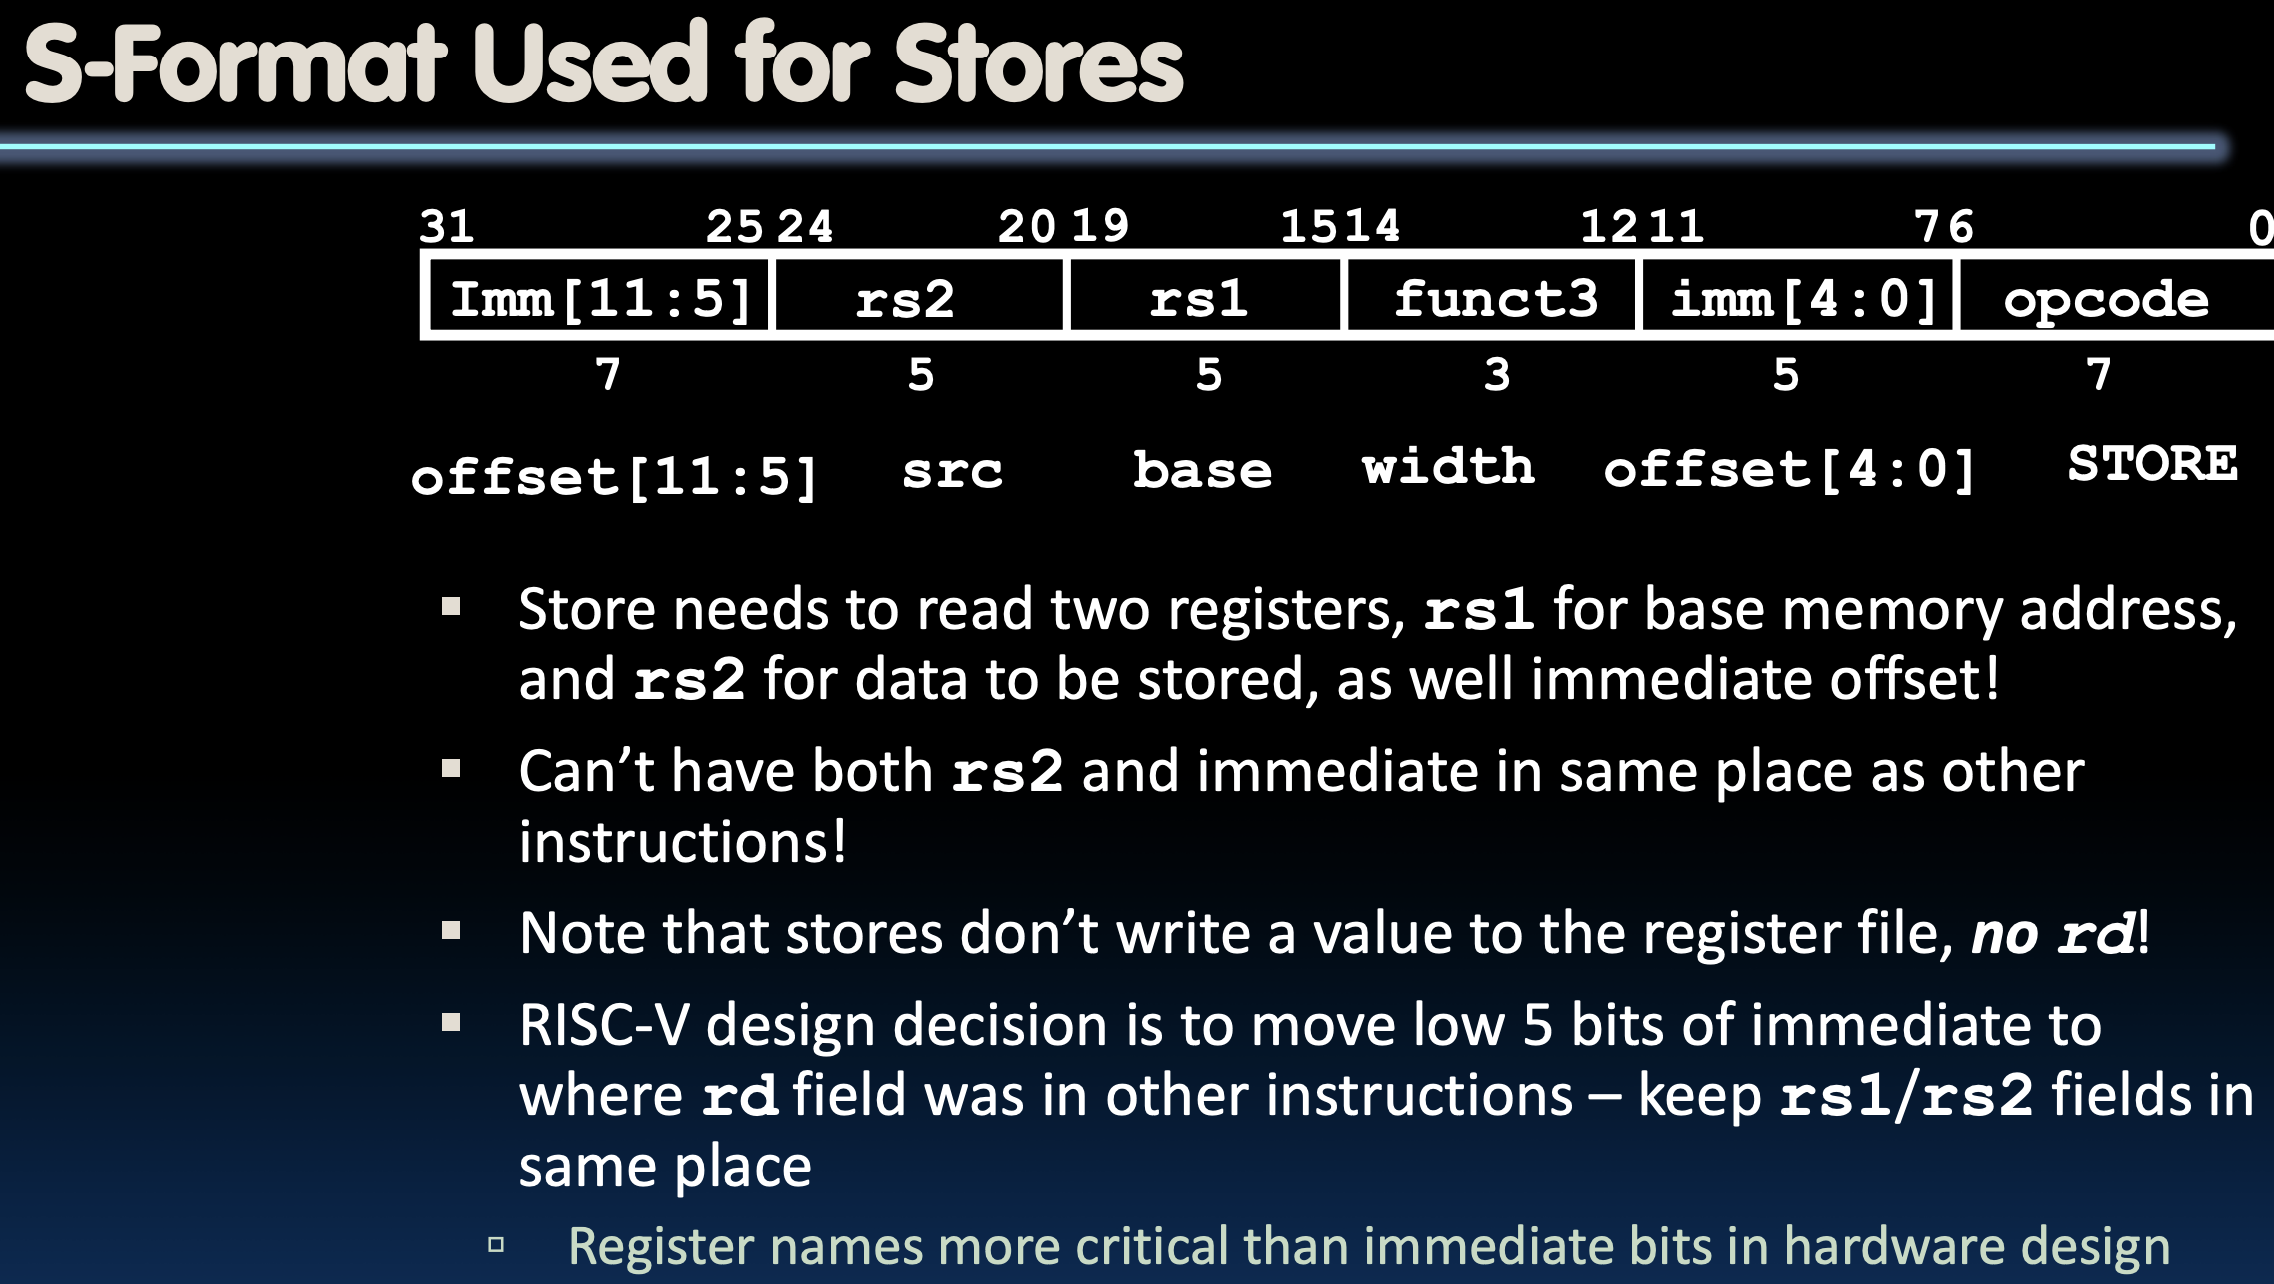 S-Format Used for Stores
31 25 24 20 19 15 14 12 11 7 6 0
Imm[11:5] rs2 rs1 funct3 imm[4:0] opcode
7 5 5 3 5 7
offset[11:5] src base width offset[4:0] STORE
▪ Store needs to read two registers, rs1 for base memory address,
and rs2 for data to be stored, as well immediate offset!
▪ Can’t have both rs2 and immediate in same place as other
instructions!
▪ Note that stores don’t write a value to the register file, no rd!
▪ RISC-V design decision is to move low 5 bits of immediate to
where rd field was in other instructions – keep rs1/rs2 fields in
same place
▫ Register names more critical than immediate bits in hardware design